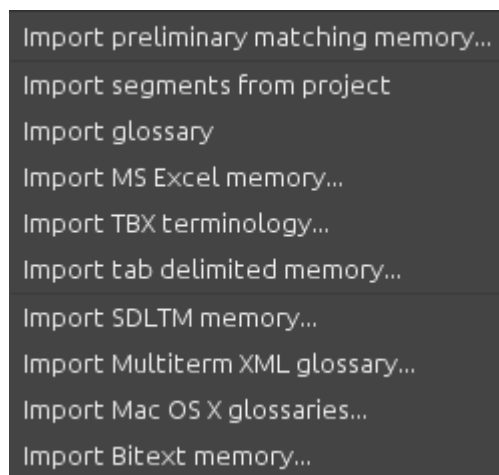 Import preliminary matching memory...
Import segments from project
Import glossary
Import MS Excel memory...
Import TBX terminology...
Import tab delimited memory...
Import SDLTM memory...
Import Multiterm XML glossary...
Import Mac OS X glossaries...
Import Bitext memory...